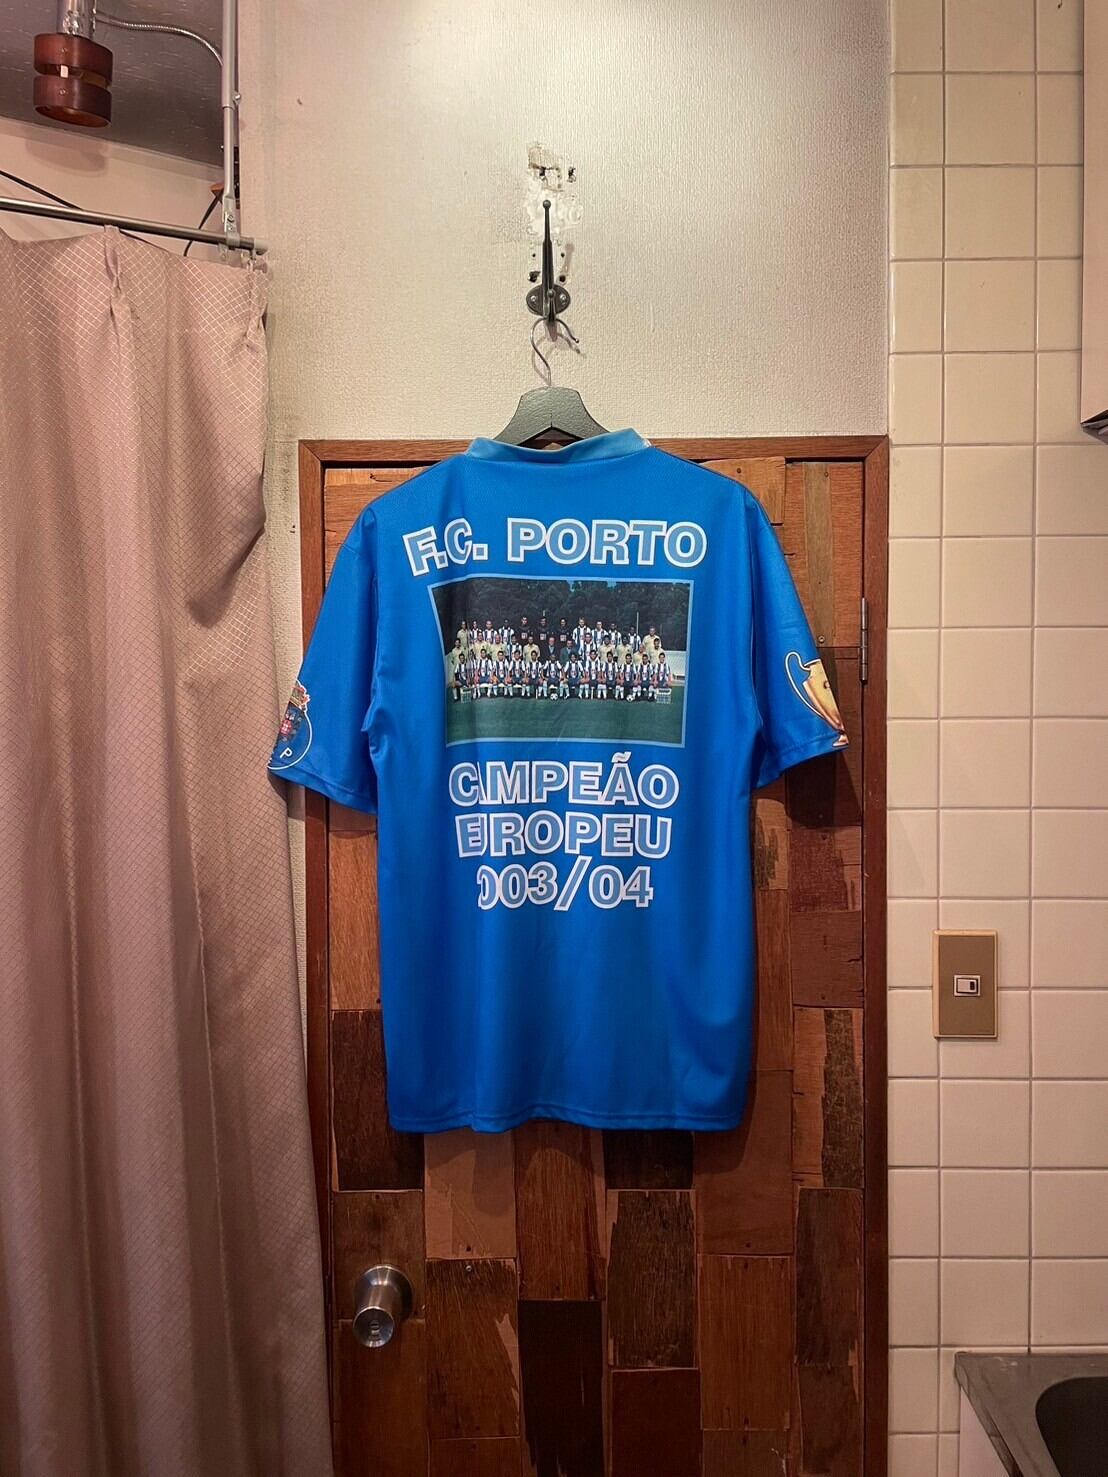 F.C. PORTO
CAMPEÃO
EUROPEU
2003/04
P